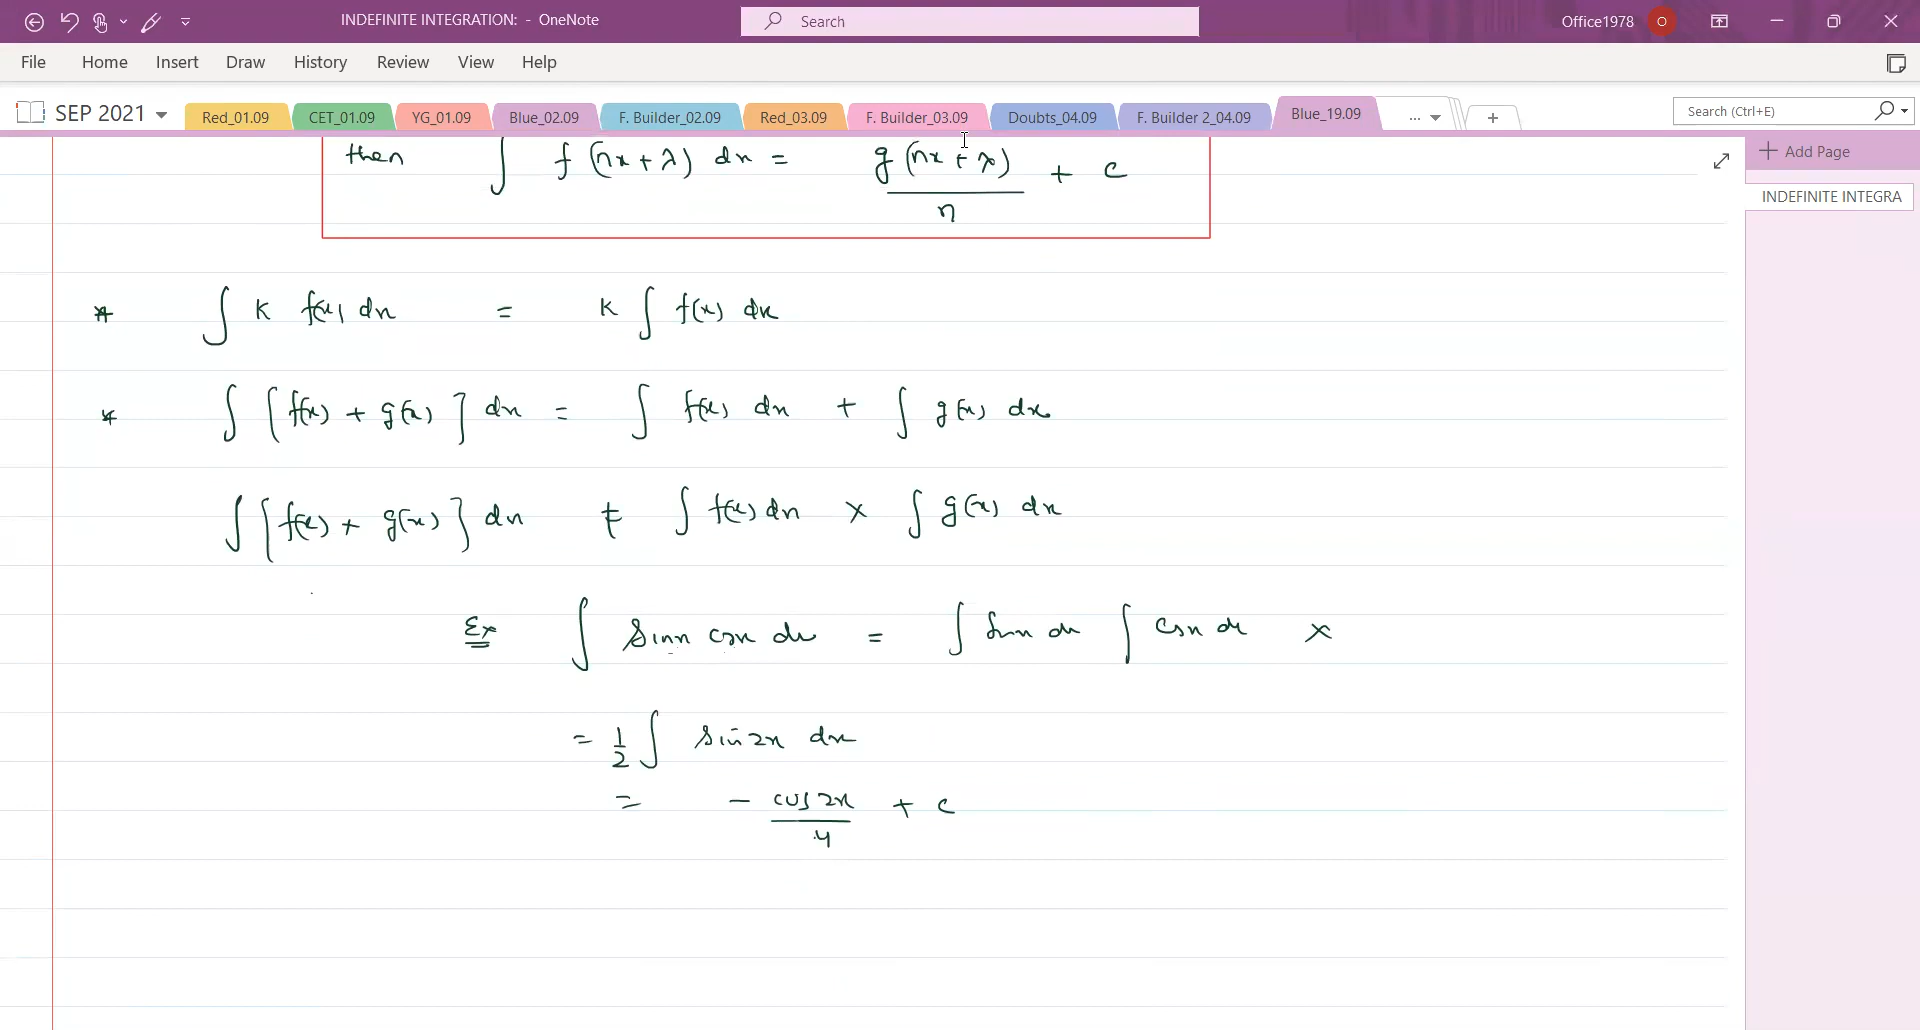 INDEFINITE INTEGRATION: - OneNote
Search
Office1978
O
File Home Insert Draw History Review View Help
SEP 2021
Red_01.09 CET_01.09 YG_01.09 Blue_02.09 F. Builder_02.09 Red_03.09 F. Builder_03.09 Doubts_04.09 F. Builder 2_04.09 Blue_19.09 ... +
Search (Ctrl+E)
Add Page
INDEFINITE INTEGRA
then ∫ f (nx + λ) dx = g (nx + λ) / n + c
* ∫ K f(x) dx = K ∫ f(x) dx
* ∫ [f(x) + g(x)] dx = ∫ f(x) dx + ∫ g(x) dx
∫ [f(x) + g(x)] dx ≠ ∫ f(x) dx × ∫ g(x) dx
Ex ∫ sinx cosx dx = ∫ sinx dx ∫ cosx dx ×
= 1/2 ∫ sin2x dx
= - cos2x / 4 + c